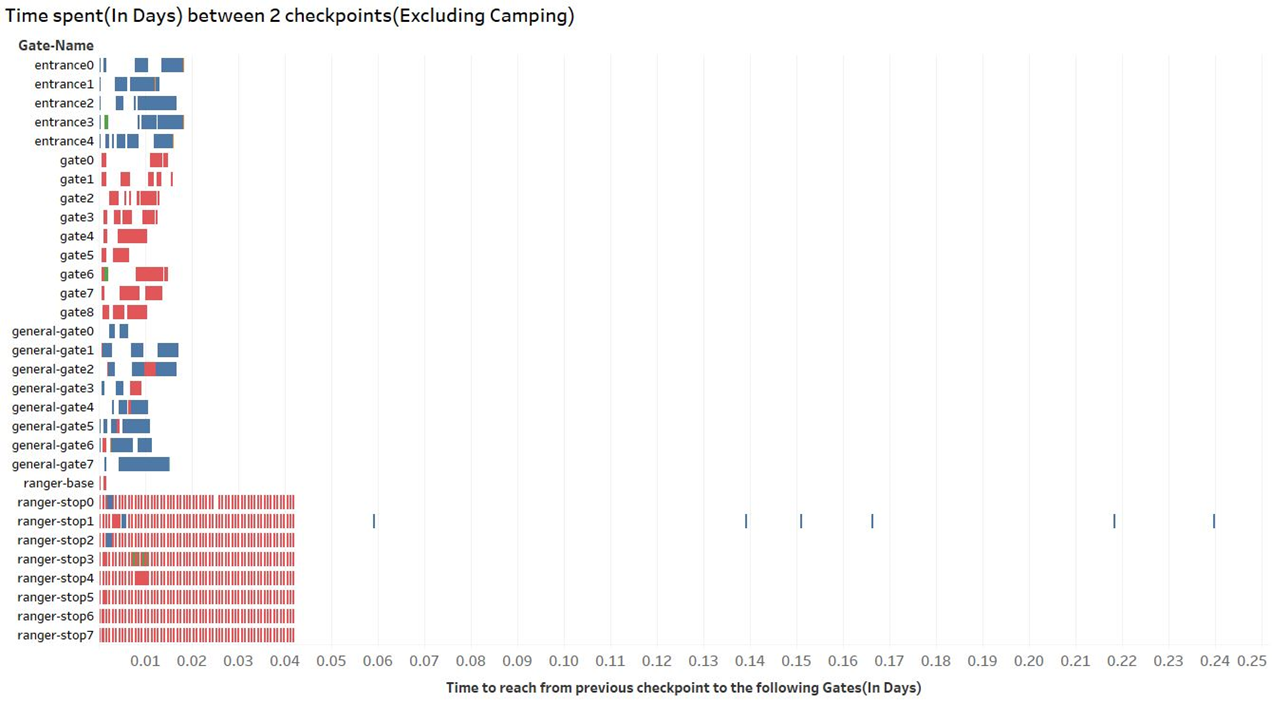 Time spent(In Days) between 2 checkpoints(Excluding Camping)
Gate-Name
entrance0
entrance1
entrance2
entrance3
entrance4
gate0
gate1
gate2
gate3
gate4
gate5
gate6
gate7
gate8
general-gate0
general-gate1
general-gate2
general-gate3
general-gate4
general-gate5
general-gate6
general-gate7
ranger-base
ranger-stop0
ranger-stop1
ranger-stop2
ranger-stop3
ranger-stop4
ranger-stop5
ranger-stop6
ranger-stop7
0.01 0.02 0.03 0.04 0.05 0.06 0.07 0.08 0.09 0.10 0.11 0.12 0.13 0.14 0.15 0.16 0.17 0.18 0.19 0.20 0.21 0.22 0.23 0.24 0.25
Time to reach from previous checkpoint to the following Gates(In Days)